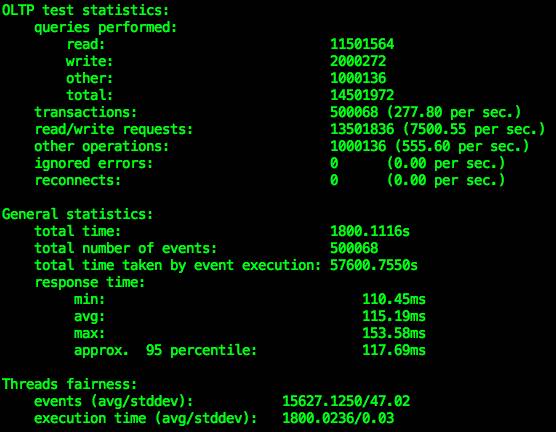 OLTP test statistics:
    queries performed:
        read:                            11501564
        write:                           2000272
        other:                           1000136
        total:                           14501972
    transactions:                        500068 (277.80 per sec.)
    read/write requests:                 13501836 (7500.55 per sec.)
    other operations:                    1000136 (555.60 per sec.)
    ignored errors:                      0      (0.00 per sec.)
    reconnects:                          0      (0.00 per sec.)

General statistics:
    total time:                          1800.1116s
    total number of events:              500068
    total time taken by event execution: 57600.7550s
    response time:
         min:                                110.45ms
         avg:                                115.19ms
         max:                                153.58ms
         approx.  95 percentile:             117.69ms

Threads fairness:
    events (avg/stddev):           15627.1250/47.02
    execution time (avg/stddev):   1800.0236/0.03